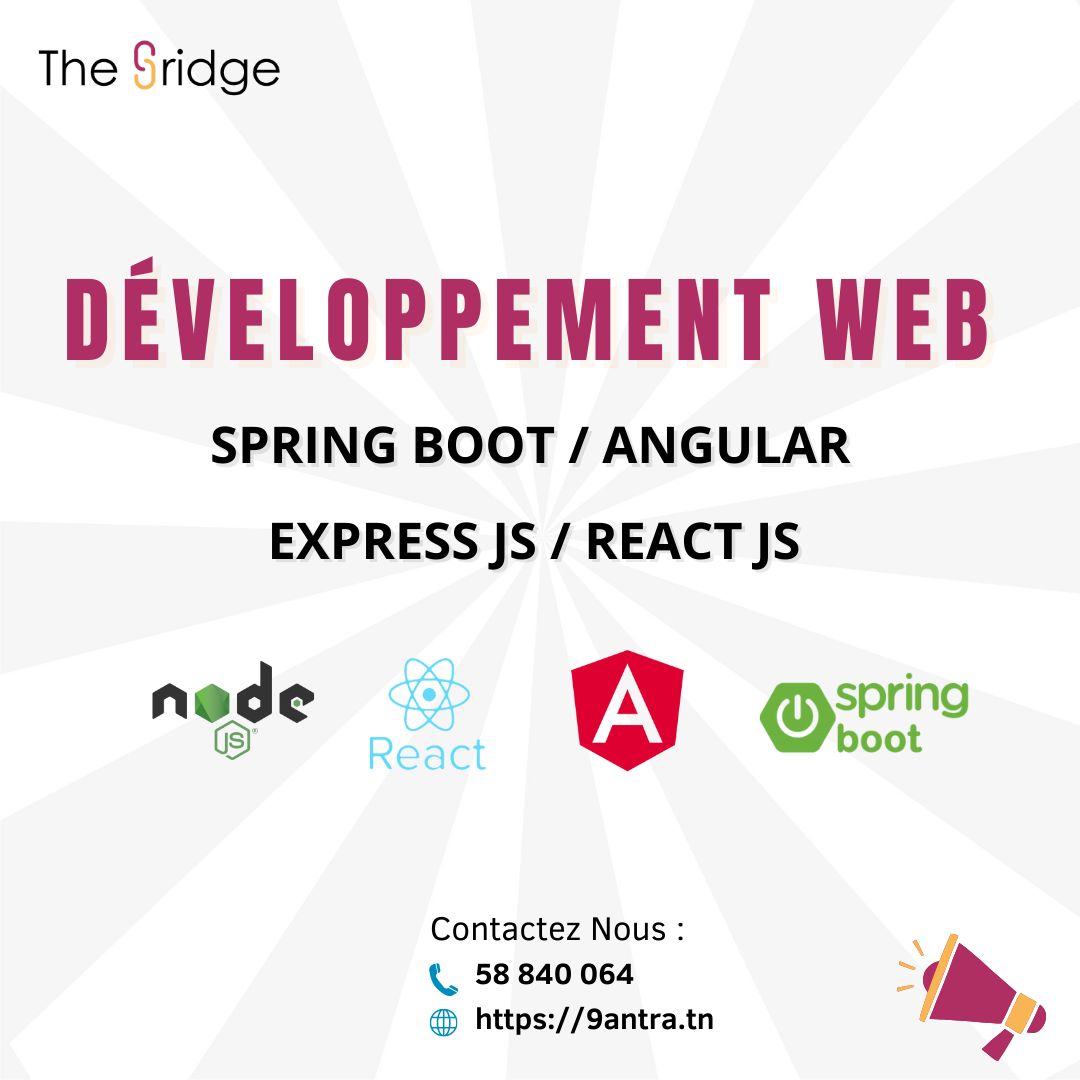 The Bridge
DÉVELOPPEMENT WEB
SPRING BOOT / ANGULAR
EXPRESS JS / REACT JS
node
JS
®
React
A
spring
boot
Contactez Nous :
58 840 064
https://9antra.tn